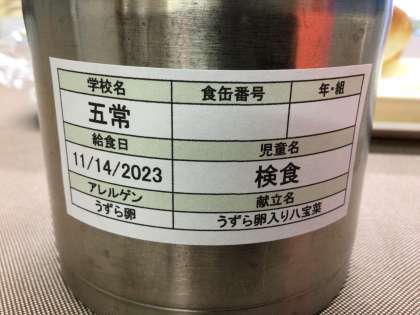 学校名 食缶番号 年・組
五常
給食日 児童名
11/14/2023 検食
アレルゲン 献立名
うずら卵 うずら卵入り八宝菜